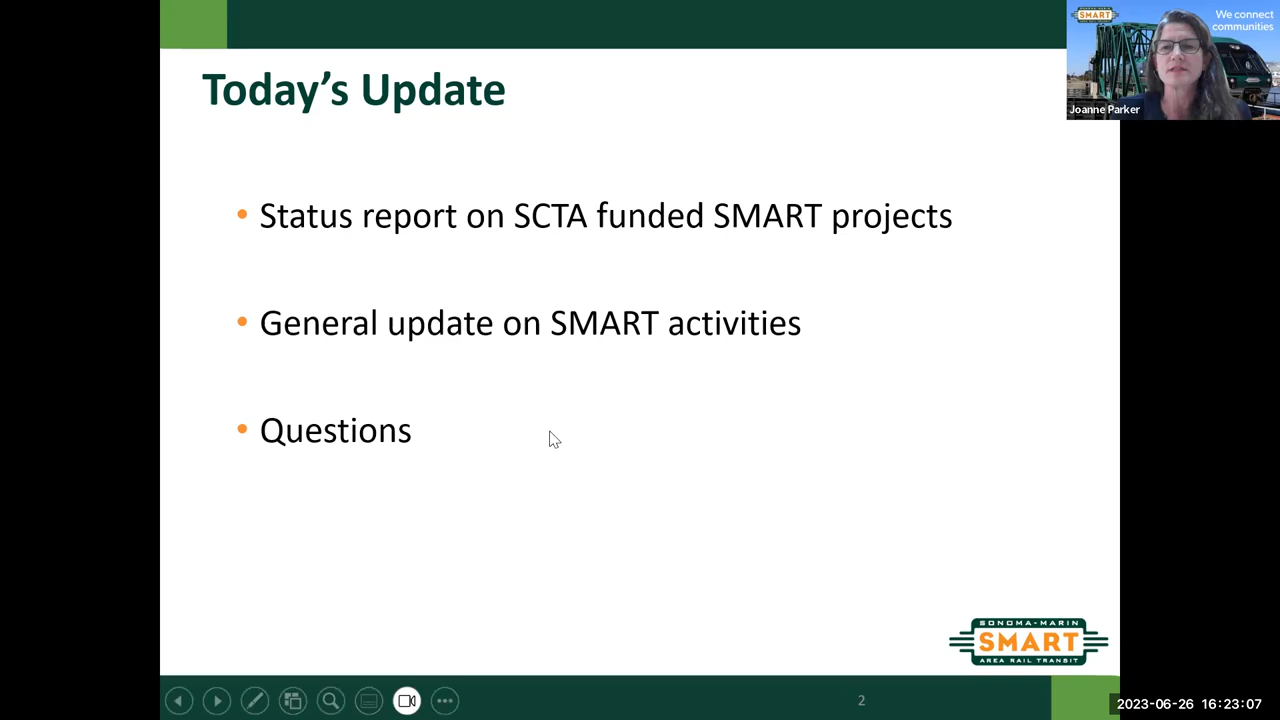 Today's Update
SMART
We connect
communities
Joanne Parker
• Status report on SCTA funded SMART projects
• General update on SMART activities
• Questions
SONOMA-MARIN
SMART
AREA RAIL TRANSIT
2
2023-06-26 16:23:07